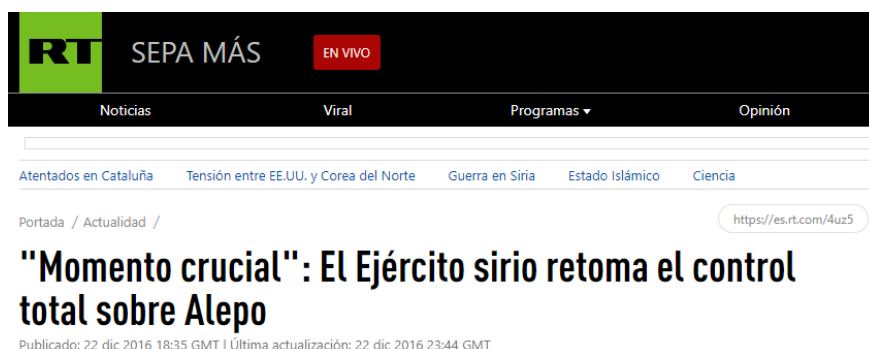 RT SEPA MÁS EN VIVO
Noticias Viral Programas Opinión
Atentados en Cataluña Tensión entre EE.UU. y Corea del Norte Guerra en Siria Estado Islámico Ciencia
Portada / Actualidad / https://es.rt.com/4uz5
"Momento crucial": El Ejército sirio retoma el control
total sobre Alepo
Publicado: 22 dic 2016 18:35 GMT | Última actualización: 22 dic 2016 23:44 GMT